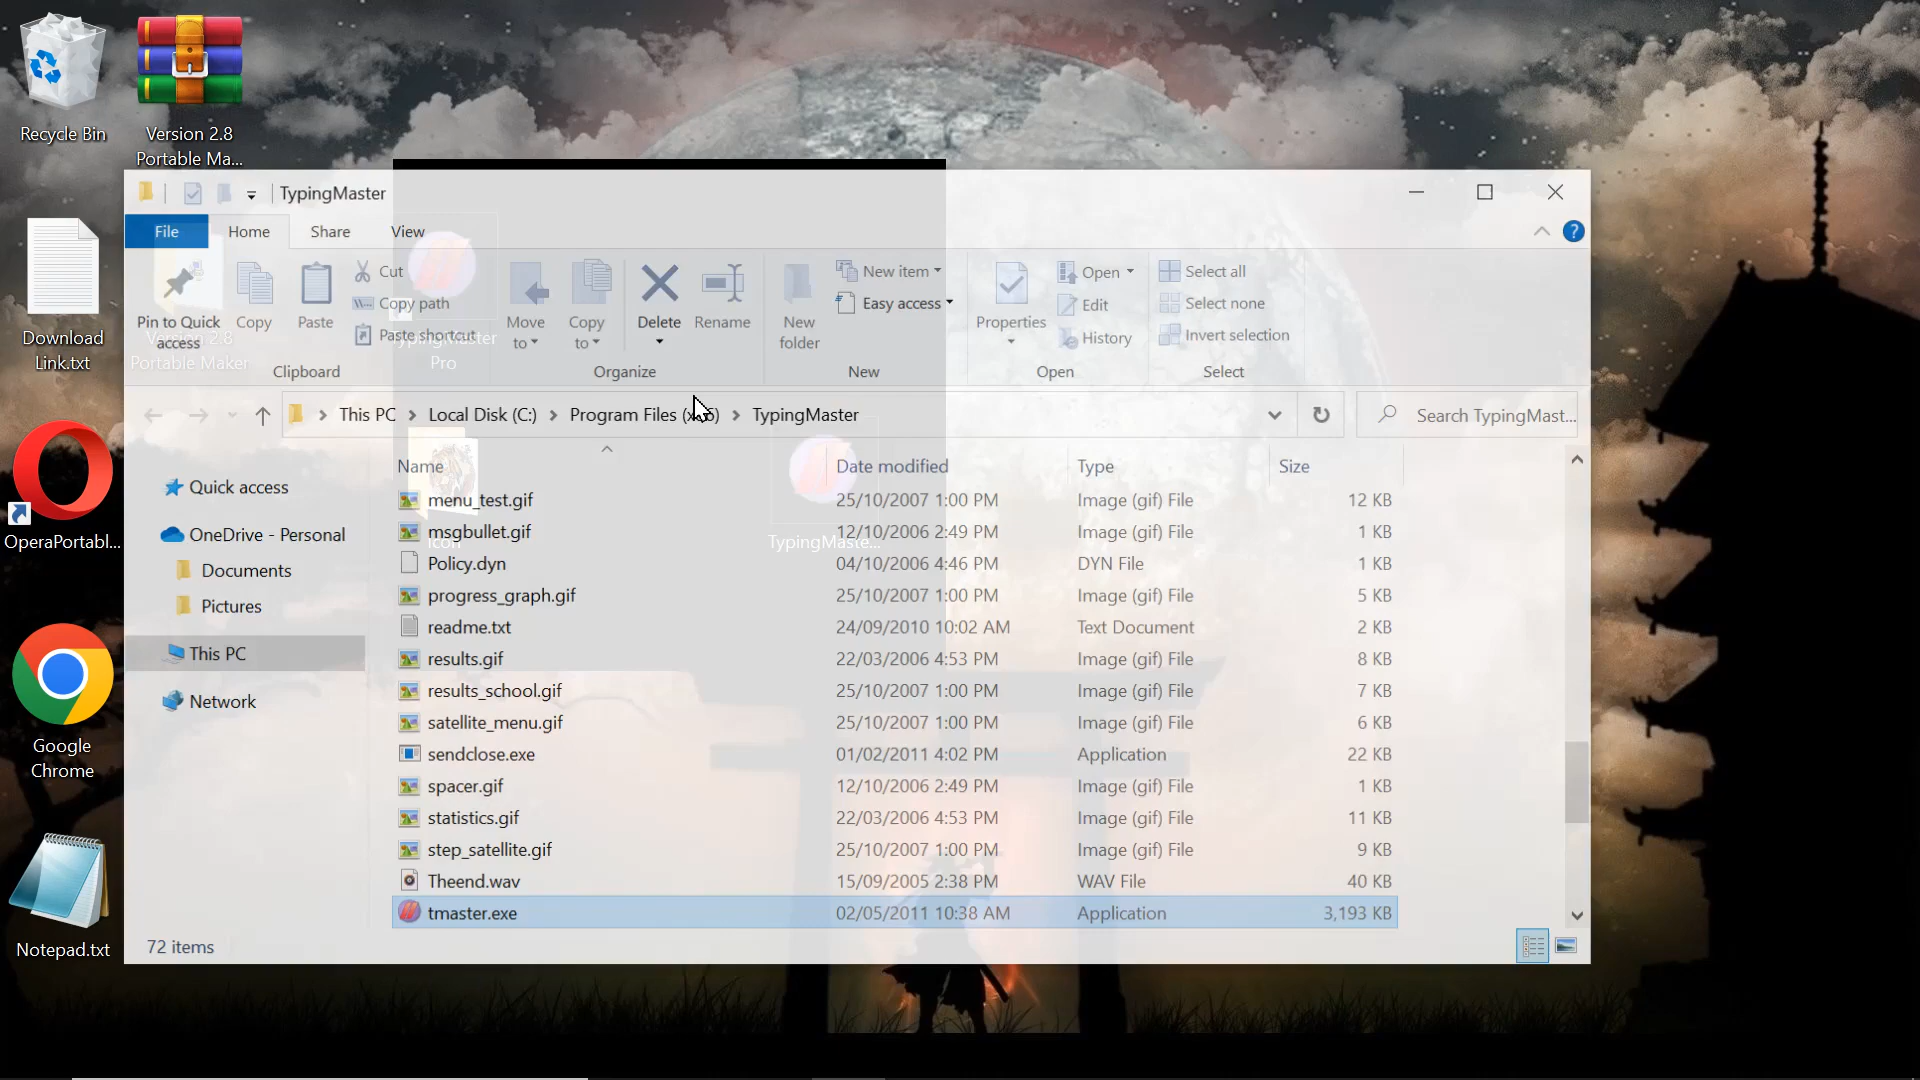 Recycle Bin
Version 2.8
Portable Ma...
Download
Link.txt
OperaPortabl...
Google
Chrome
Notepad.txt
TypingMaster
File
Home
Share
View
Pin to Quick
access
Copy
Paste
Cut
Copy path
Paste shortcut
Clipboard
Move
to
Copy
to
Delete
Rename
Organize
New
folder
New item
Easy access
New
Properties
Open
Edit
History
Open
Select all
Select none
Invert selection
Select
Version 2.8
Portable Maker
TypingMaster
Pro
This PC
Local Disk (C:)
Program Files (x86)
TypingMaster
Search TypingMast...
Quick access
OneDrive - Personal
Documents
Pictures
This PC
Network
Name Date modified Type Size
menu_test.gif 25/10/2007 1:00 PM Image (gif) File 12 KB
msgbullet.gif 12/10/2006 2:49 PM Image (gif) File 1 KB
Icon
TypingMaste...
Policy.dyn 04/10/2006 4:46 PM DYN File 1 KB
progress_graph.gif 25/10/2007 1:00 PM Image (gif) File 5 KB
readme.txt 24/09/2010 10:02 AM Text Document 2 KB
results.gif 22/03/2006 4:53 PM Image (gif) File 8 KB
results_school.gif 25/10/2007 1:00 PM Image (gif) File 7 KB
satellite_menu.gif 25/10/2007 1:00 PM Image (gif) File 6 KB
sendclose.exe 01/02/2011 4:02 PM Application 22 KB
spacer.gif 12/10/2006 2:49 PM Image (gif) File 1 KB
statistics.gif 22/03/2006 4:53 PM Image (gif) File 11 KB
step_satellite.gif 25/10/2007 1:00 PM Image (gif) File 9 KB
Theend.wav 15/09/2005 2:38 PM WAV File 40 KB
tmaster.exe 02/05/2011 10:38 AM Application 3,193 KB
72 items